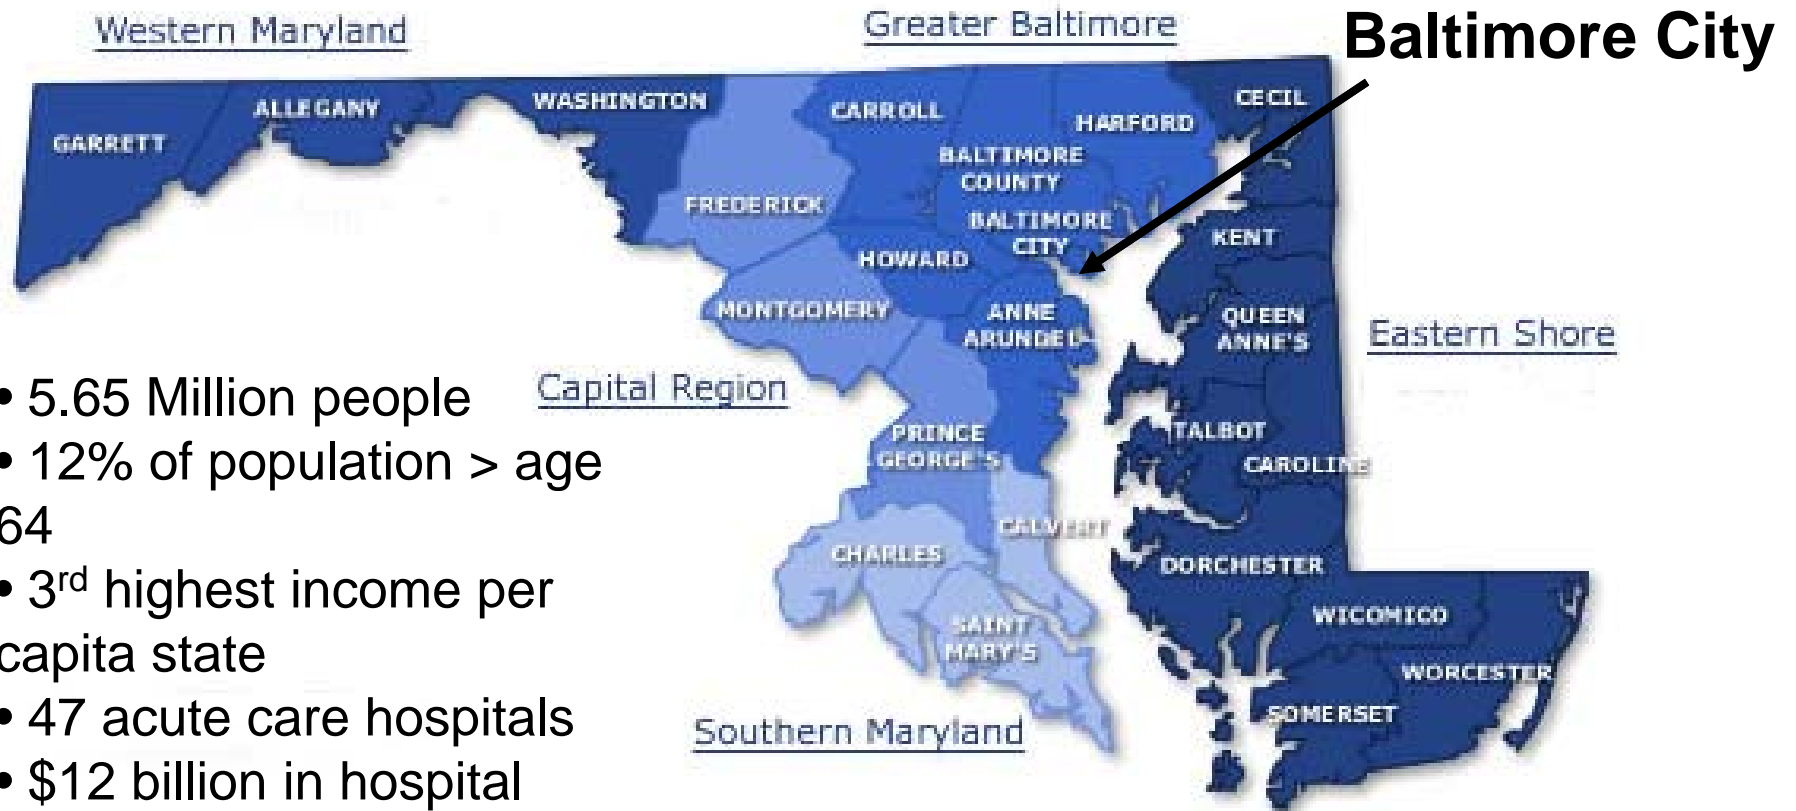 Western Maryland
Greater Baltimore
Baltimore City
GARRETT
ALLEGANY
WASHINGTON
CARROLL
HARFORD
CECIL
BALTIMORE
COUNTY
FREDERICK
BALTIMORE
CITY
KENT
HOWARD
MONTGOMERY
ANNE
ARUNDEL
QUEEN
ANNE'S
Eastern Shore
Capital Region
PRINCE
GEORGE'S
TALBOT
CAROLINE
CALVERT
CHARLES
DORCHESTER
SAINT
MARY'S
WICOMICO
WORCESTER
SOMERSET
Southern Maryland
• 5.65 Million people
• 12% of population > age
64
• 3rd highest income per
capita state
• 47 acute care hospitals
• $12 billion in hospital